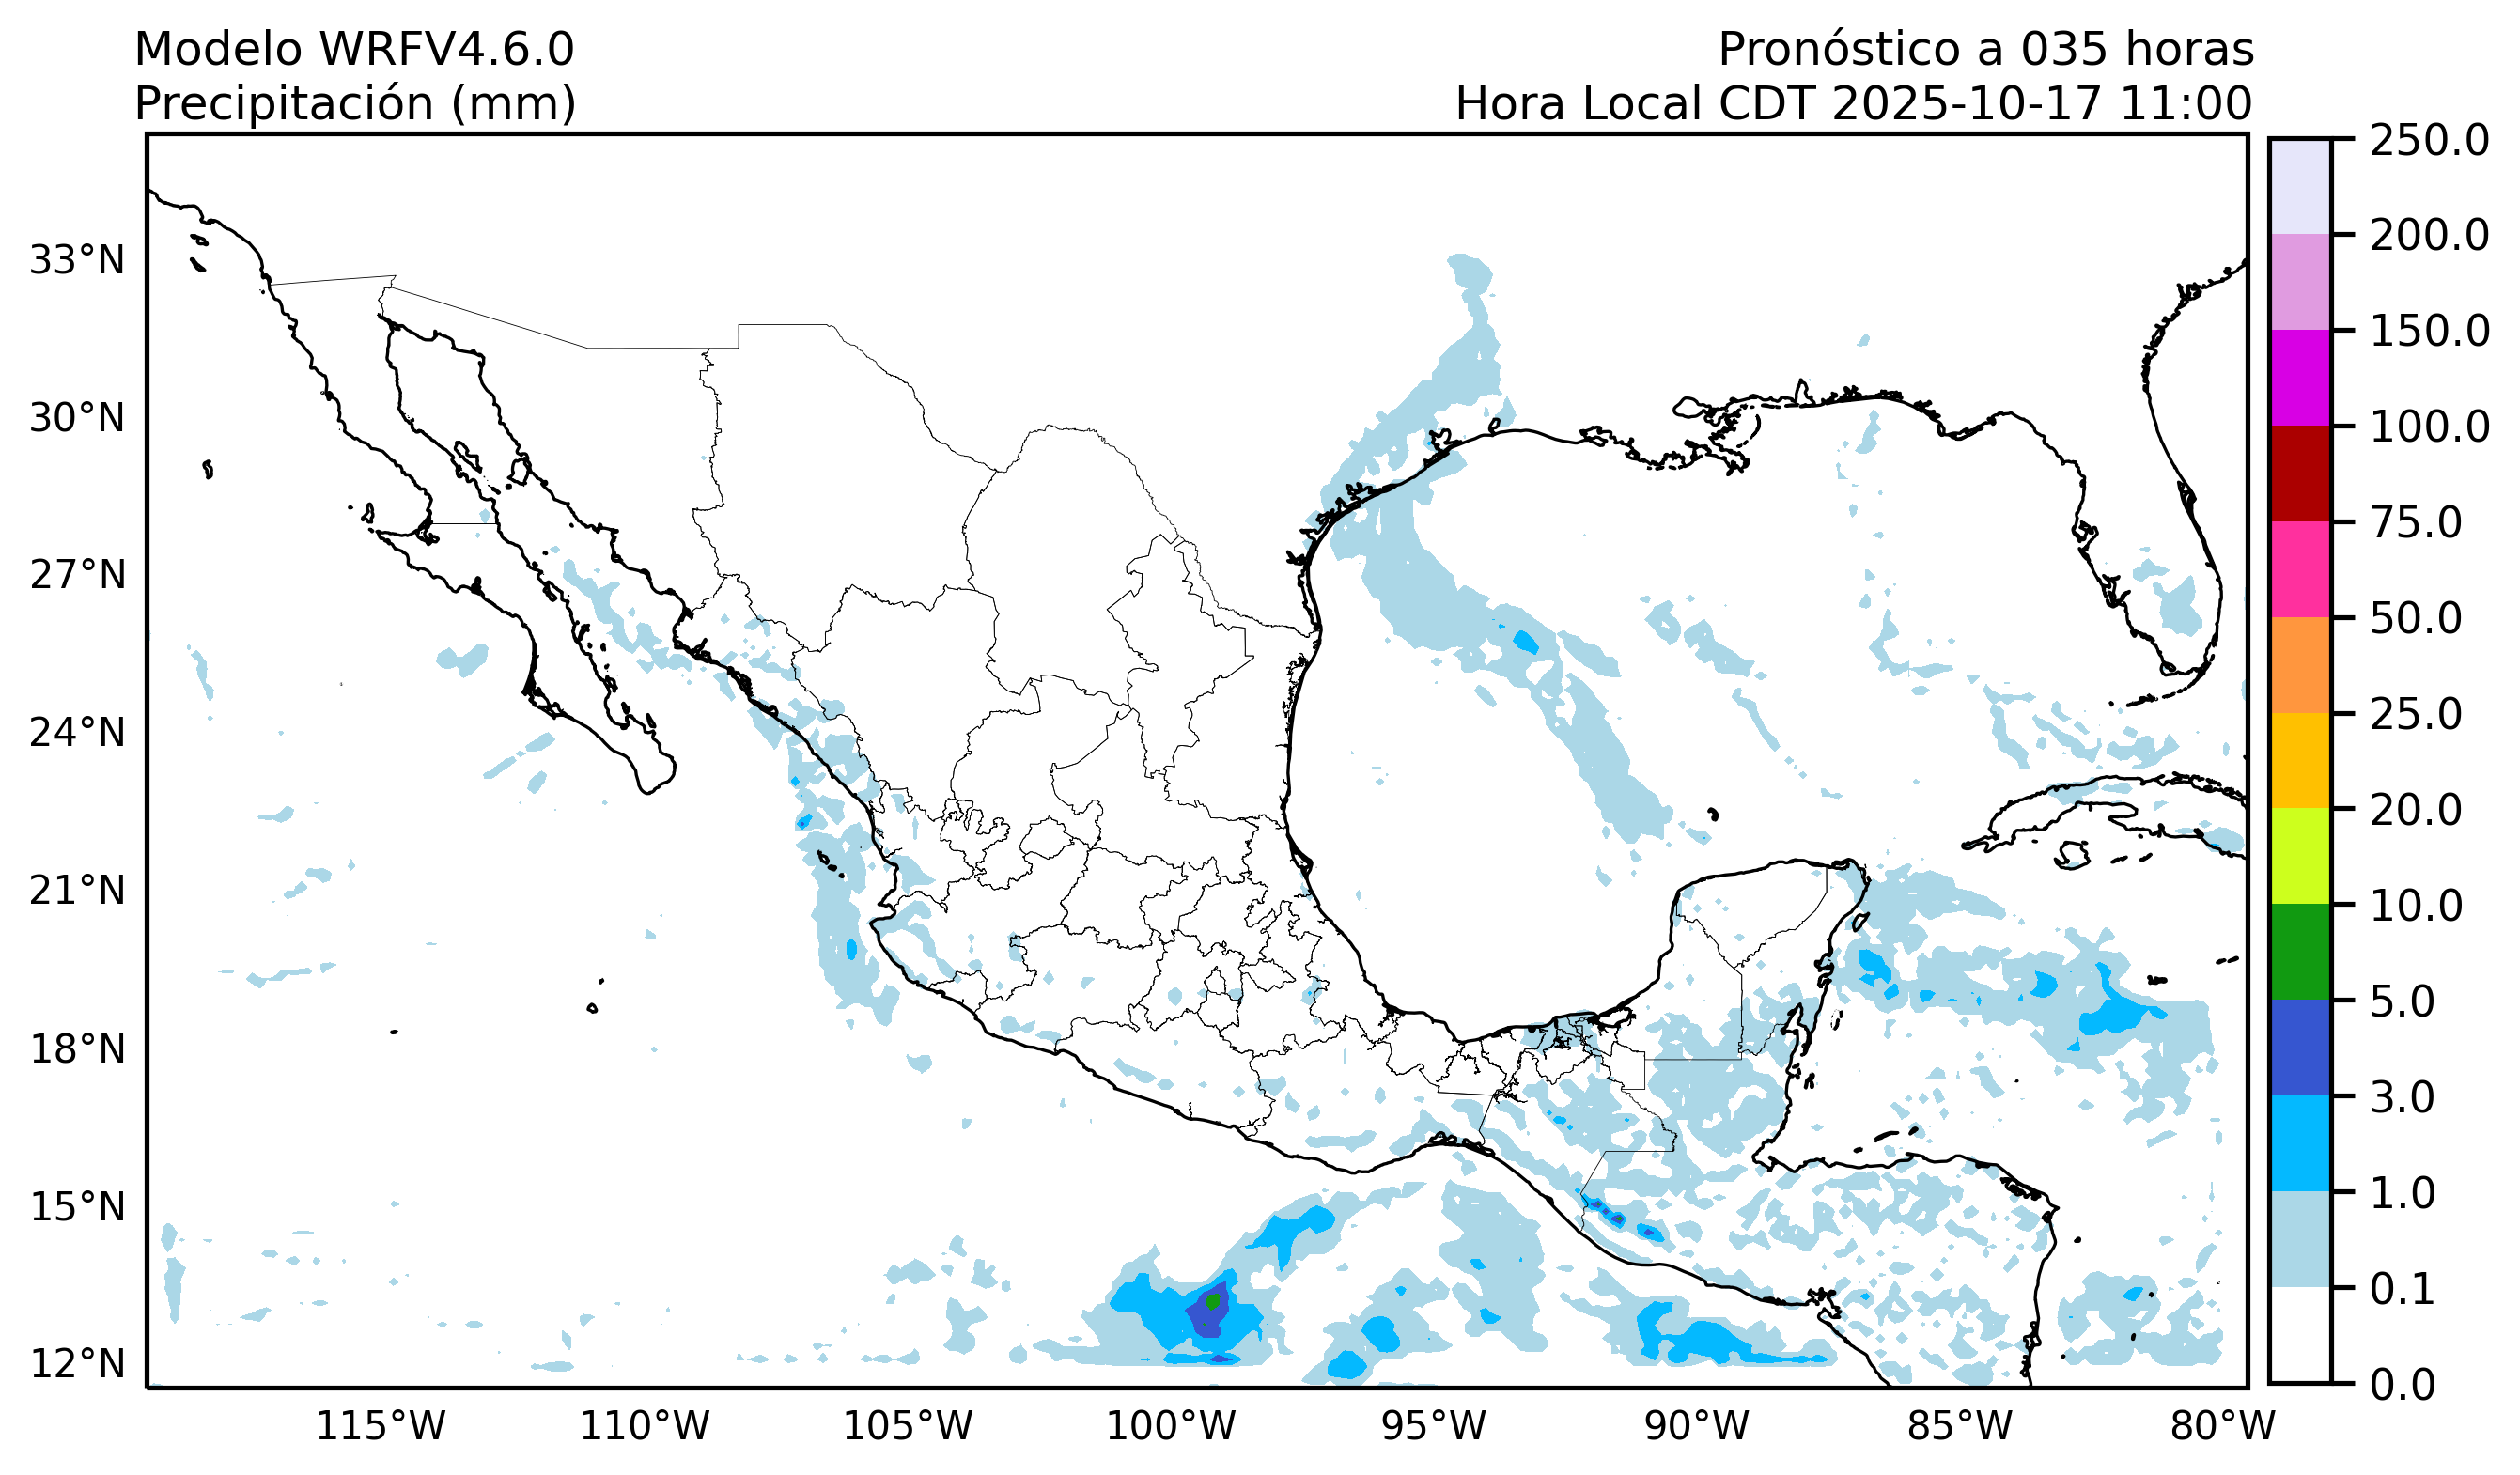 Modelo WRFV4.6.0
Precipitación (mm)
Pronóstico a 035 horas
Hora Local CDT 2025-10-17 11:00
33°N
30°N
27°N
24°N
21°N
18°N
15°N
12°N
115°W
110°W
105°W
100°W
95°W
90°W
85°W
80°W
250.0
200.0
150.0
100.0
75.0
50.0
25.0
20.0
10.0
5.0
3.0
1.0
0.1
0.0